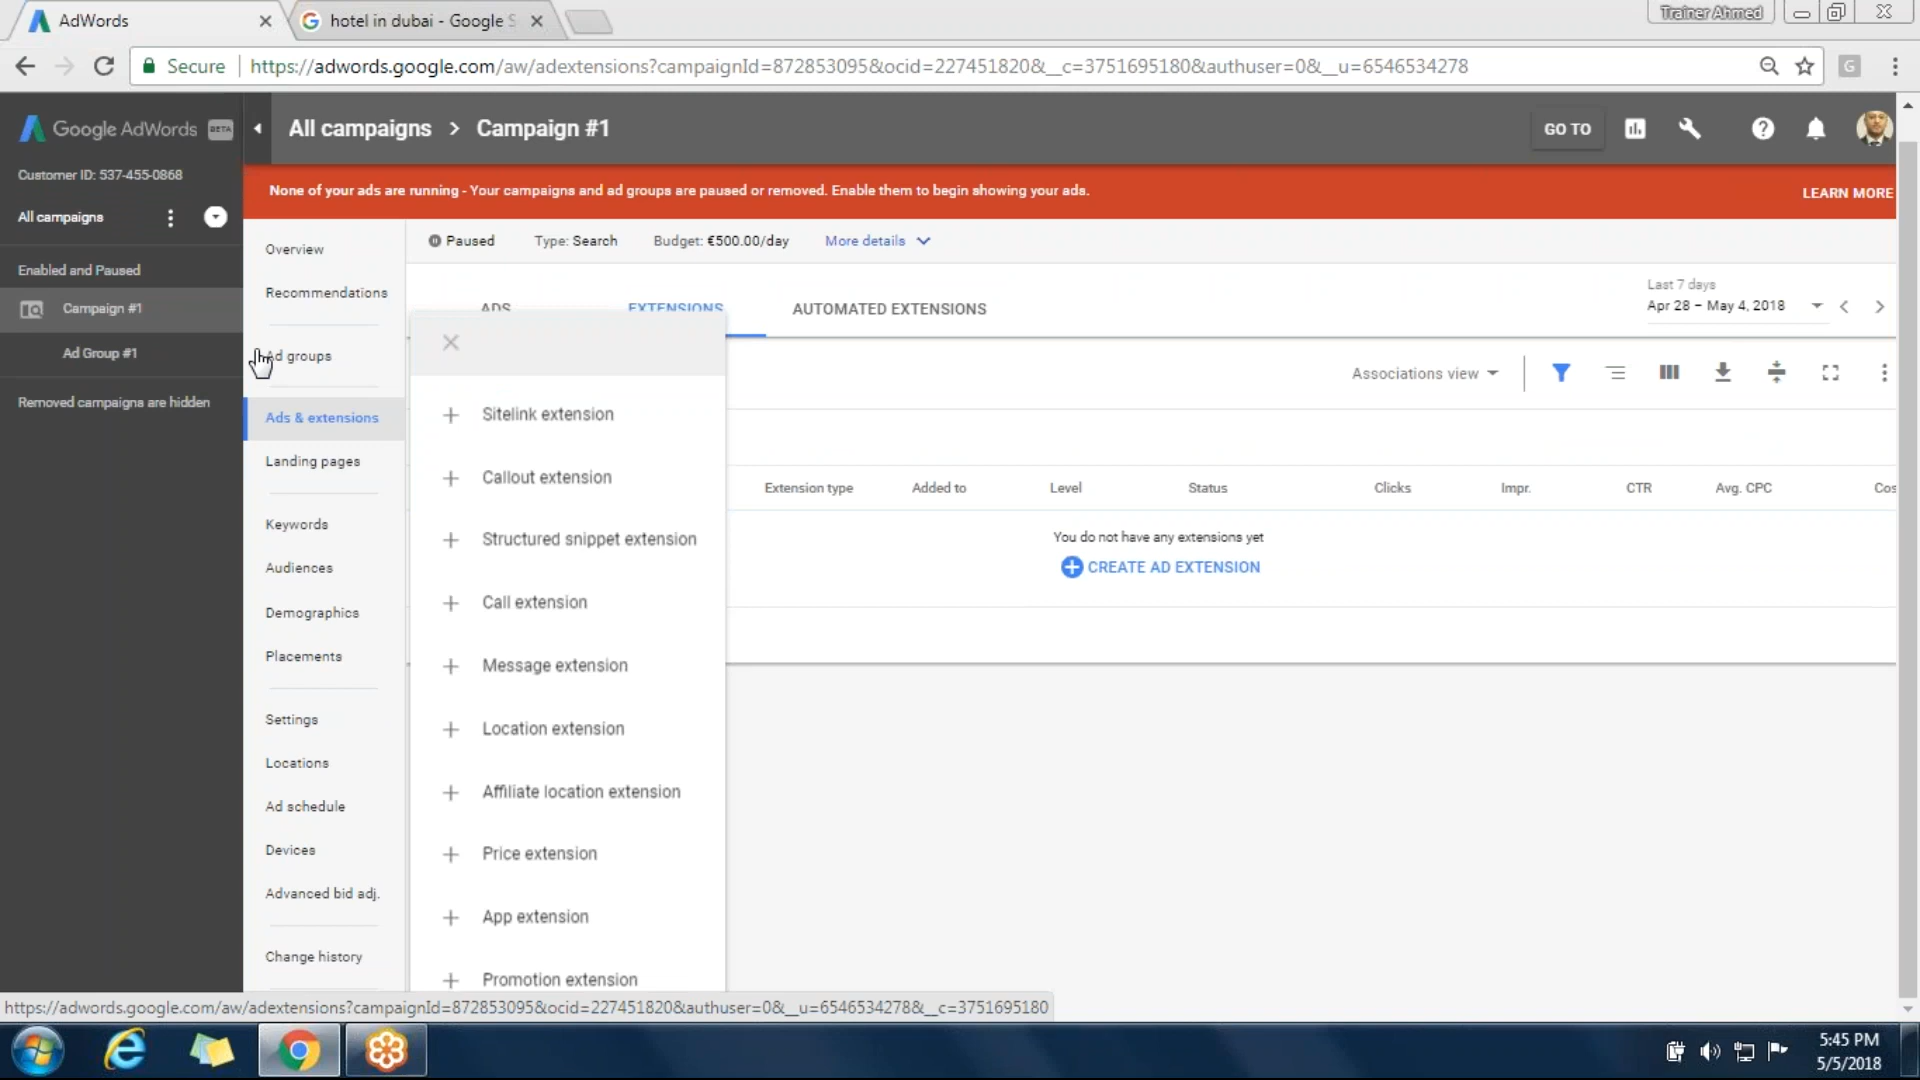 AdWords
hotel in dubai - Google S
Trainer Ahmed
Secure
https://adwords.google.com/aw/adextensions?campaignId=872853095&ocid=227451820&__c=3751695180&authuser=0&__u=6546534278
G
Google AdWords BETA
All campaigns > Campaign #1
GO TO
Customer ID: 537-455-0868
All campaigns
None of your ads are running - Your campaigns and ad groups are paused or removed. Enable them to begin showing your ads.
LEARN MORE
Enabled and Paused
Campaign #1
Ad Group #1
Removed campaigns are hidden
Overview
Recommendations
Ad groups
Ads & extensions
Landing pages
Keywords
Audiences
Demographics
Placements
Settings
Locations
Ad schedule
Devices
Advanced bid adj.
Change history
Paused
Type: Search
Budget: €500.00/day
More details
ADS
EXTENSIONS
AUTOMATED EXTENSIONS
Last 7 days
Apr 28 – May 4, 2018
Associations view
Sitelink extension
Callout extension
Structured snippet extension
Call extension
Message extension
Location extension
Affiliate location extension
Price extension
App extension
Promotion extension
Extension type
Added to
Level
Status
Clicks
Impr.
CTR
Avg. CPC
Cos
You do not have any extensions yet
CREATE AD EXTENSION
https://adwords.google.com/aw/adextensions?campaignId=872853095&ocid=227451820&authuser=0&__u=6546534278&__c=3751695180
5:45 PM
5/5/2018